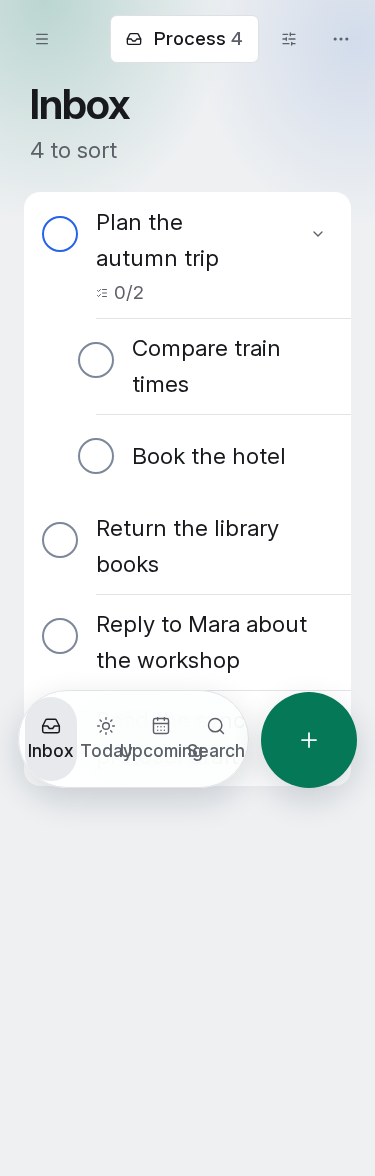 Process 4
Inbox
4 to sort
Plan the
autumn trip
0/2
Compare train
times
Book the hotel
Return the library
books
Reply to Mara about
the workshop
Inbox Today Upcoming Search